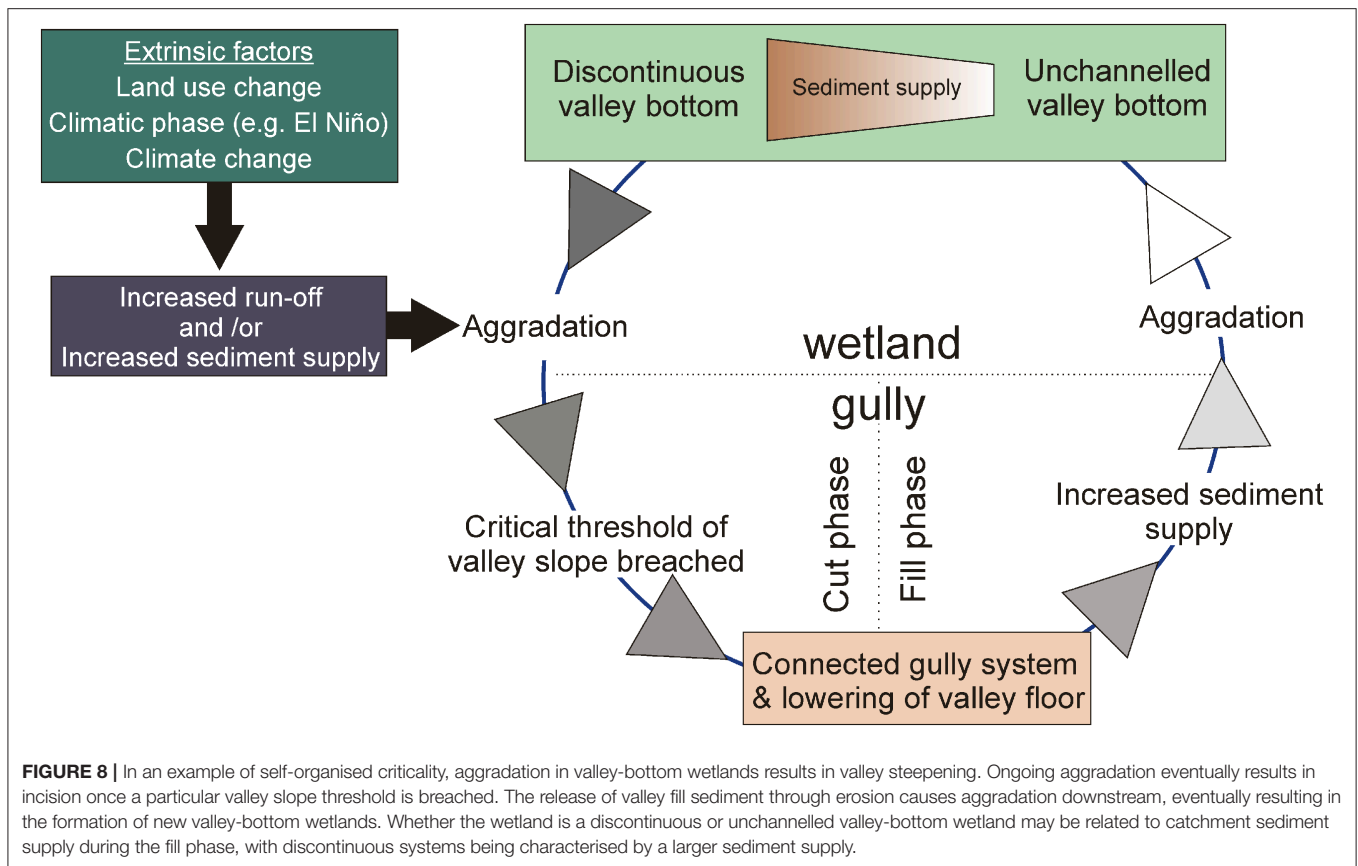 Extrinsic factors
Land use change
Climatic phase (e.g. El Niño)
Climate change
Increased run-off
and /or
Increased sediment supply
Discontinuous
valley bottom
Sediment supply
Unchannelled
valley bottom
Aggradation
Aggradation
wetland
gully
Cut phase
Fill phase
Critical threshold of
valley slope breached
Increased sediment
supply
Connected gully system
& lowering of valley floor
FIGURE 8 | In an example of self-organised criticality, aggradation in valley-bottom wetlands results in valley steepening. Ongoing aggradation eventually results in
incision once a particular valley slope threshold is breached. The release of valley fill sediment through erosion causes aggradation downstream, eventually resulting in
the formation of new valley-bottom wetlands. Whether the wetland is a discontinuous or unchannelled valley-bottom wetland may be related to catchment sediment
supply during the fill phase, with discontinuous systems being characterised by a larger sediment supply.